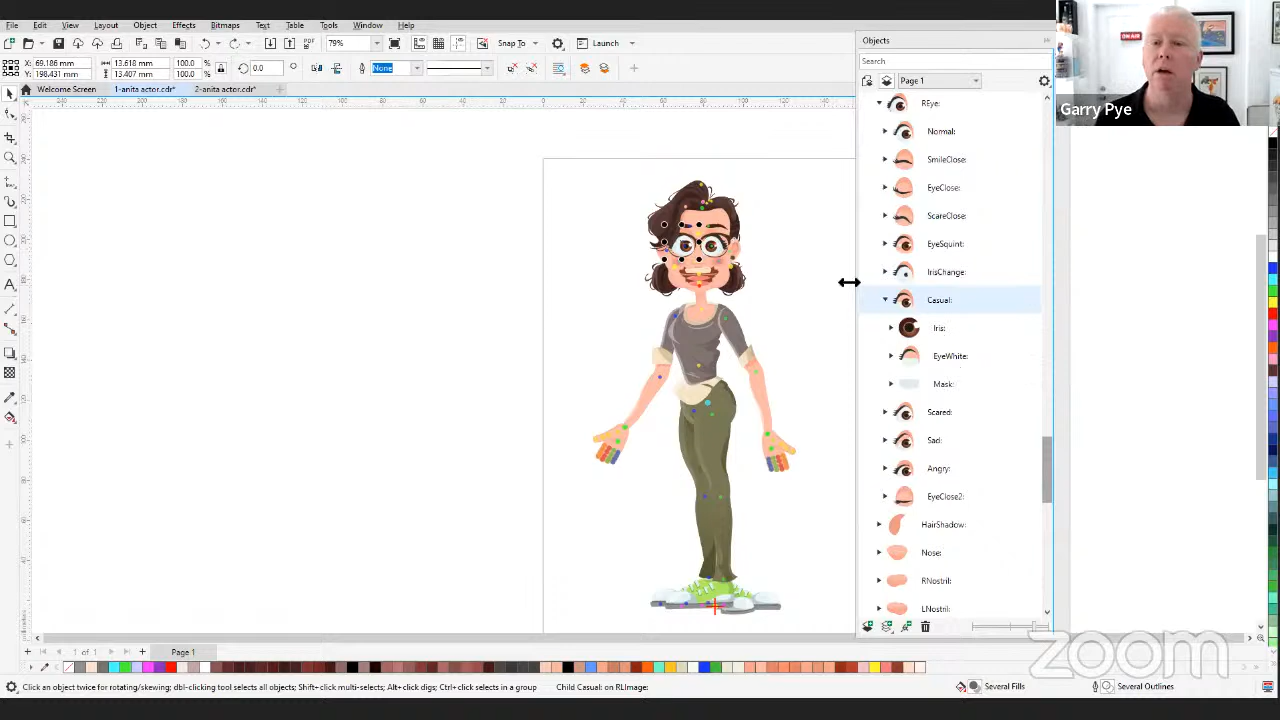 File Edit View Layout Object Effects Bitmaps Text Table Tools Window Help
79% Snap To Launch
X: 69.186 mm
Y: 198.431 mm
13.618 mm
100.0 %
100.0 %
0.0 °
None
Welcome Screen 1-anita actor.cdr* 2-anita actor.cdr*
Objects
Search
Page 1
REye:
Normal:
SmileClose:
EyeClose:
ScareClose:
EyeSquint:
IrisChange:
Casual:
Iris:
EyeWhite:
Mask:
Scared:
Sad:
Angry:
EyeClose2:
HairShadow:
Nose:
RNostril:
LNostril:
ON AIR
Garry Pye
1 of 1 Page 1
Click an object twice for rotating/skewing; dbl-clicking tool selects all objects; Shift+click multi-selects; Alt+click digs; Ctrl+click selects in a group
Child Casual: on RLImage:
Several Fills
Several Outlines
zoom